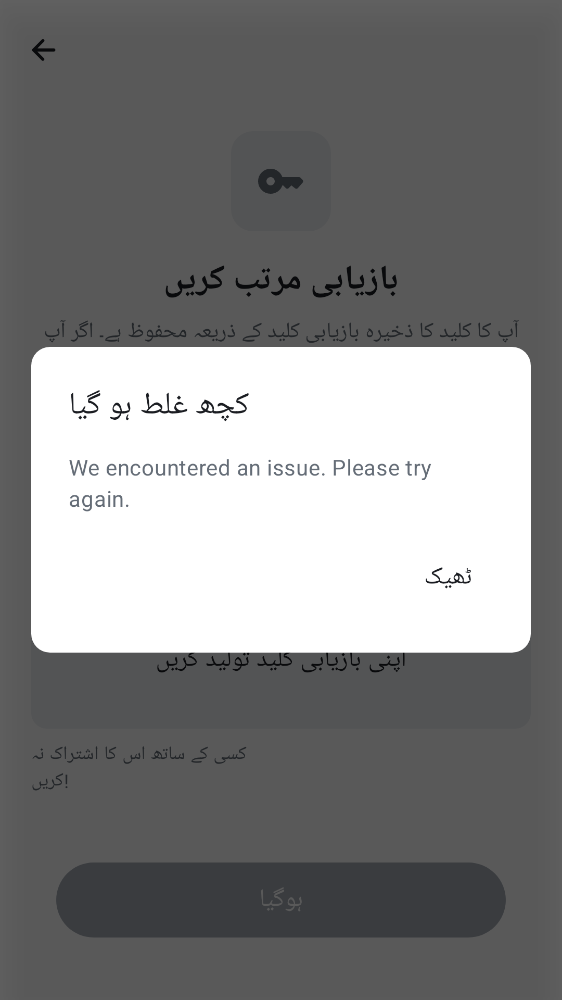 بازیابی مرتب کریں
آپ کا کلید کا ذخیرہ بازیابی کلید کے ذریعہ محفوظ ہے۔ اگر آپ
کچھ غلط ہو گیا
We encountered an issue. Please try
again.
ٹھیک
اپنی بازیابی کلید تولید کریں
کسی کے ساتھ اس کا اشتراک نہ
کریں!
ہوگیا